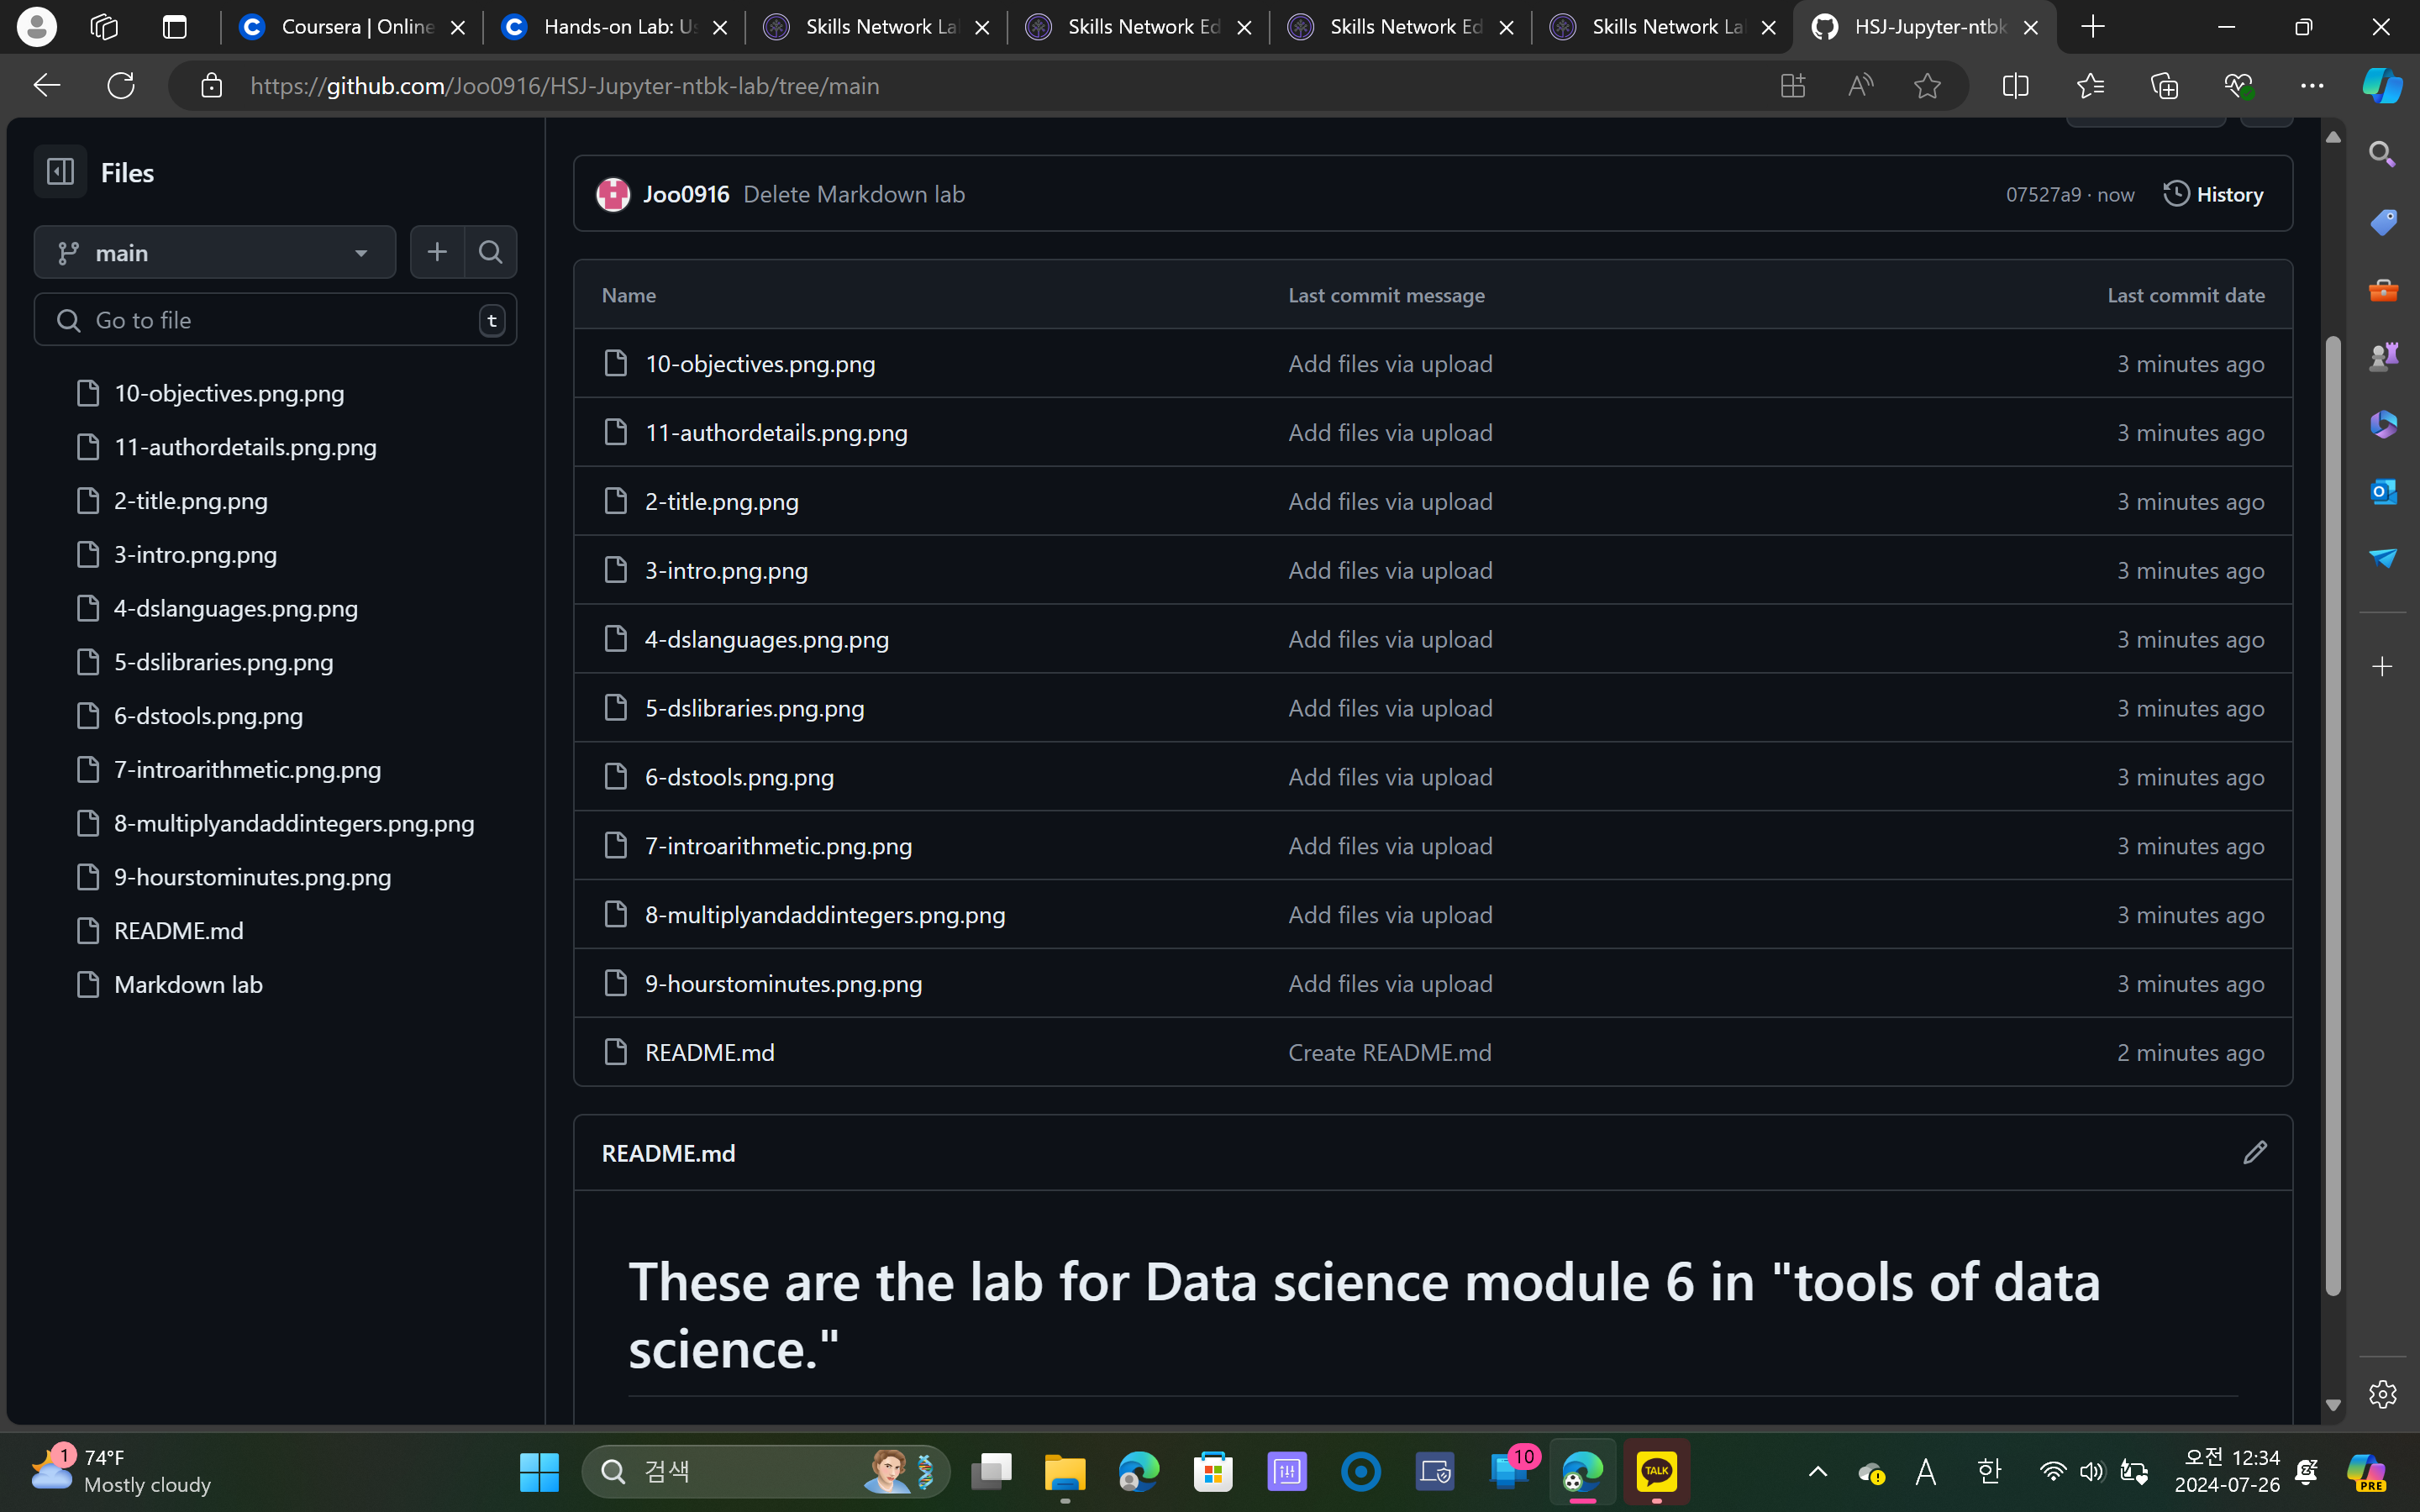 Coursera | Online
Hands-on Lab: Us
Skills Network La
Skills Network Ed
Skills Network Ed
Skills Network La
HSJ-Jupyter-ntbk
https://github.com/Joo0916/HSJ-Jupyter-ntbk-lab/tree/main
Files
main
Go to file
t
10-objectives.png.png
11-authordetails.png.png
2-title.png.png
3-intro.png.png
4-dslanguages.png.png
5-dslibraries.png.png
6-dstools.png.png
7-introarithmetic.png.png
8-multiplyandaddintegers.png.png
9-hourstominutes.png.png
README.md
Markdown lab
Joo0916 Delete Markdown lab 07527a9 · now History
Name Last commit message Last commit date
10-objectives.png.png Add files via upload 3 minutes ago
11-authordetails.png.png Add files via upload 3 minutes ago
2-title.png.png Add files via upload 3 minutes ago
3-intro.png.png Add files via upload 3 minutes ago
4-dslanguages.png.png Add files via upload 3 minutes ago
5-dslibraries.png.png Add files via upload 3 minutes ago
6-dstools.png.png Add files via upload 3 minutes ago
7-introarithmetic.png.png Add files via upload 3 minutes ago
8-multiplyandaddintegers.png.png Add files via upload 3 minutes ago
9-hourstominutes.png.png Add files via upload 3 minutes ago
README.md Create README.md 2 minutes ago
README.md
These are the lab for Data science module 6 in "tools of data
science."
1
74°F
Mostly cloudy
검색
10
TALK
A
한
오전 12:34
2024-07-26
PRE